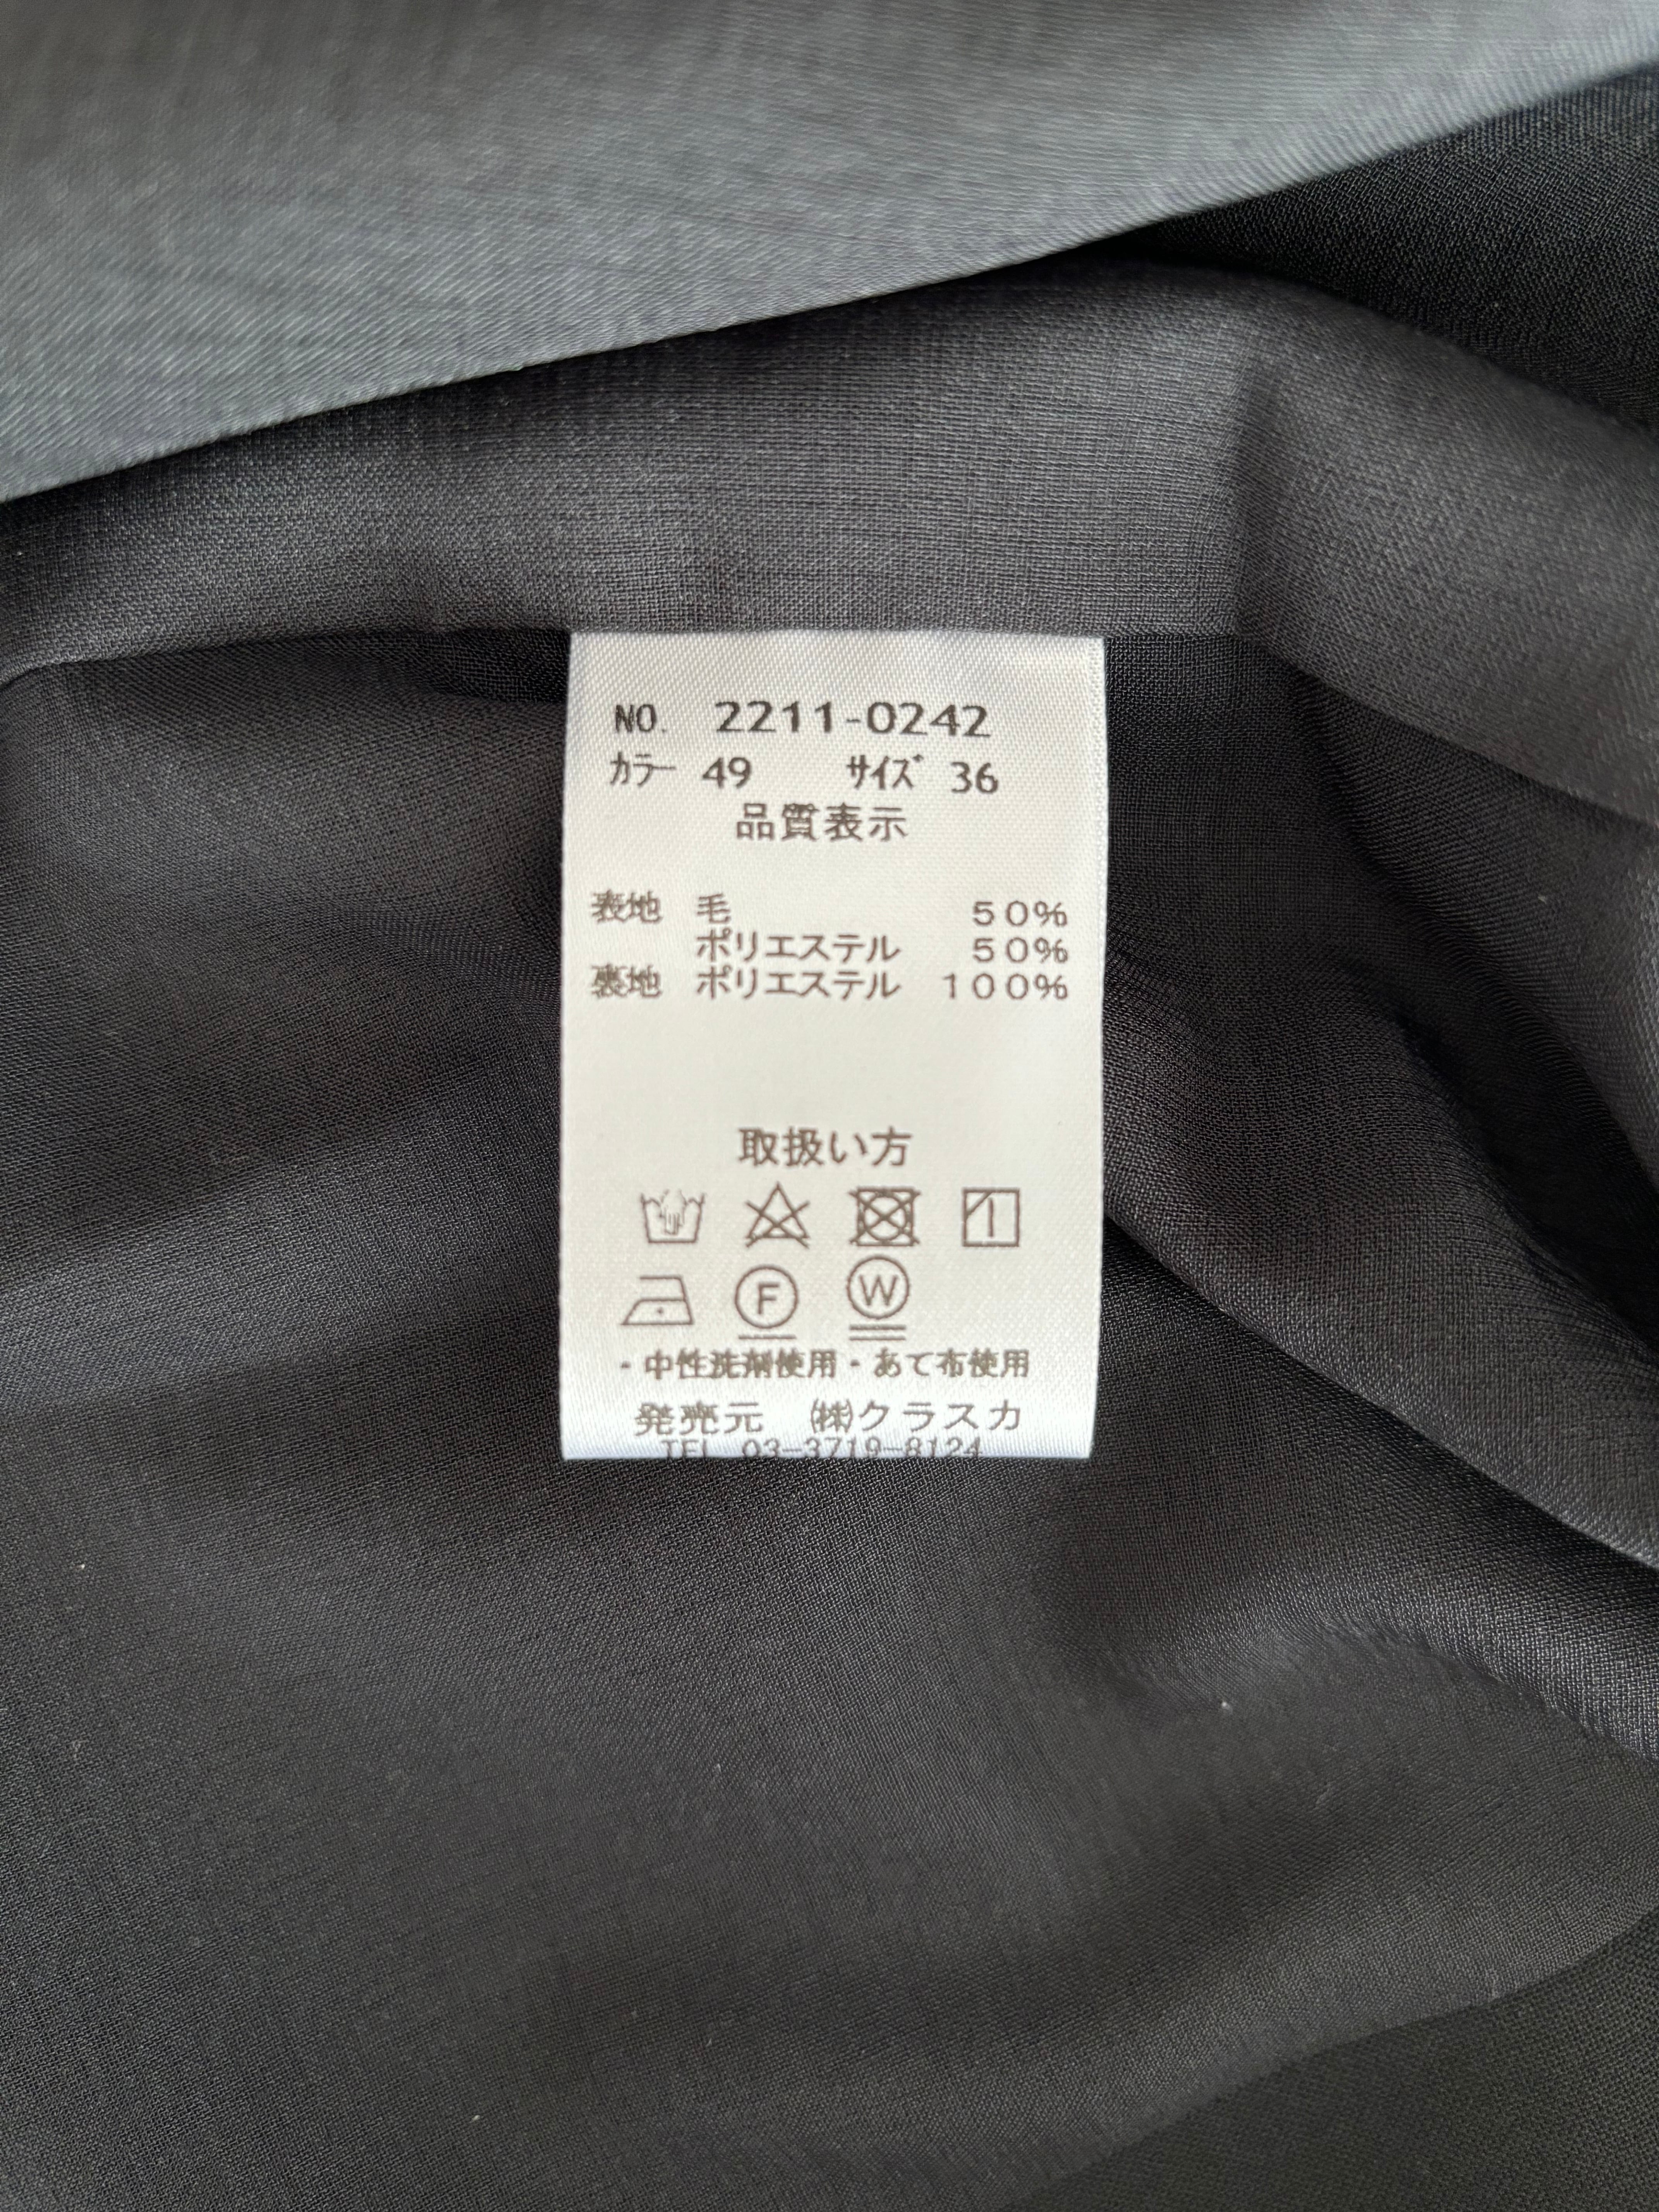 NO. 2211-0242
カラー 49 サイズ 36
品質表示
表地 毛 50%
ポリエステル 50%
裏地 ポリエステル 100%
取扱い方
F W
・中性洗剤使用・あて布使用
発売元 ㈱クラスカ
TEL 03-3719-8124